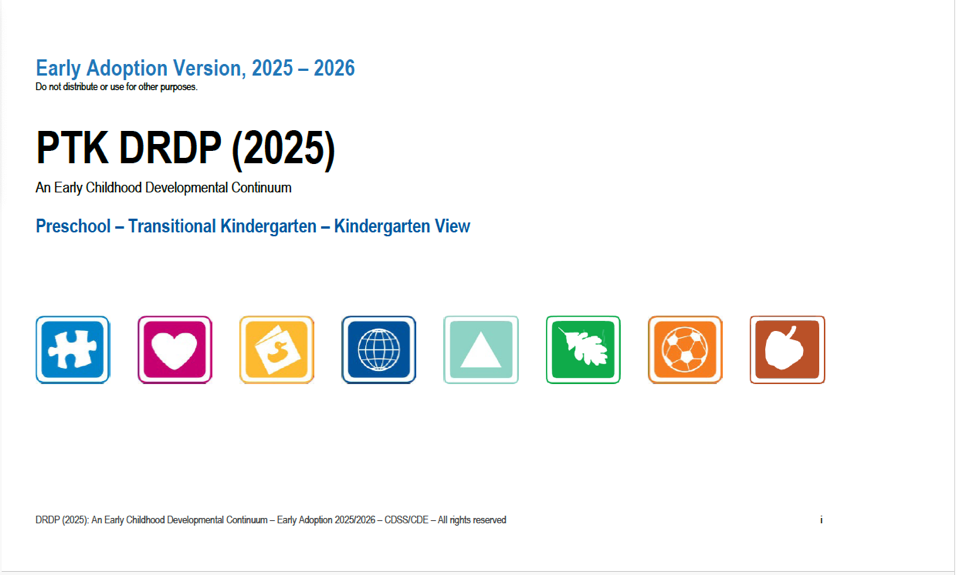 Early Adoption Version, 2025 – 2026
Do not distribute or use for other purposes.
PTK DRDP (2025)
An Early Childhood Developmental Continuum
Preschool – Transitional Kindergarten – Kindergarten View
DRDP (2025): An Early Childhood Developmental Continuum – Early Adoption 2025/2026 – CDSS/CDE – All rights reserved i